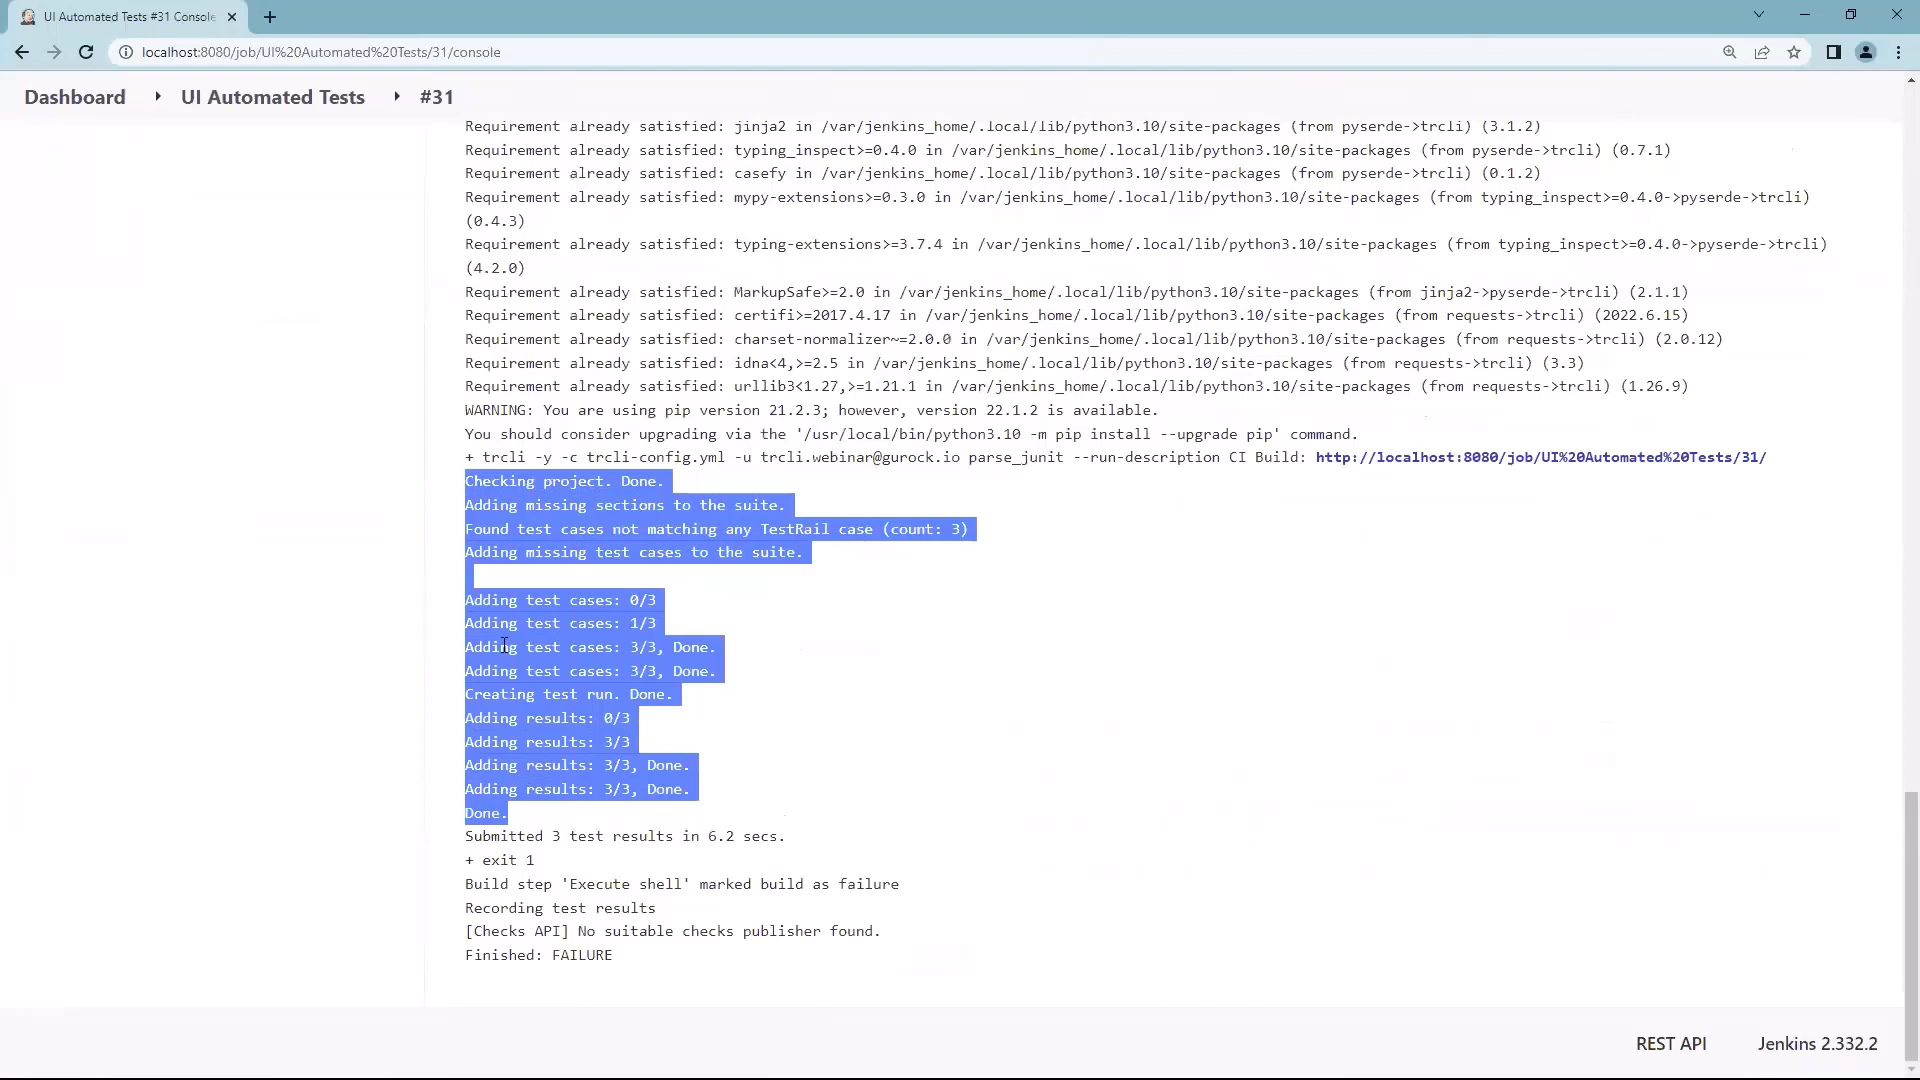 UI Automated Tests #31 Console
localhost:8080/job/UI%20Automated%20Tests/31/console
Dashboard UI Automated Tests #31
Requirement already satisfied: jinja2 in /var/jenkins_home/.local/lib/python3.10/site-packages (from pyserde->trcli) (3.1.2)
Requirement already satisfied: typing_inspect>=0.4.0 in /var/jenkins_home/.local/lib/python3.10/site-packages (from pyserde->trcli) (0.7.1)
Requirement already satisfied: casefy in /var/jenkins_home/.local/lib/python3.10/site-packages (from pyserde->trcli) (0.1.2)
Requirement already satisfied: mypy-extensions>=0.3.0 in /var/jenkins_home/.local/lib/python3.10/site-packages (from typing_inspect>=0.4.0->pyserde->trcli)
(0.4.3)
Requirement already satisfied: typing-extensions>=3.7.4 in /var/jenkins_home/.local/lib/python3.10/site-packages (from typing_inspect>=0.4.0->pyserde->trcli)
(4.2.0)
Requirement already satisfied: MarkupSafe>=2.0 in /var/jenkins_home/.local/lib/python3.10/site-packages (from jinja2->pyserde->trcli) (2.1.1)
Requirement already satisfied: certifi>=2017.4.17 in /var/jenkins_home/.local/lib/python3.10/site-packages (from requests->trcli) (2022.6.15)
Requirement already satisfied: charset-normalizer~=2.0.0 in /var/jenkins_home/.local/lib/python3.10/site-packages (from requests->trcli) (2.0.12)
Requirement already satisfied: idna<4,>=2.5 in /var/jenkins_home/.local/lib/python3.10/site-packages (from requests->trcli) (3.3)
Requirement already satisfied: urllib3<1.27,>=1.21.1 in /var/jenkins_home/.local/lib/python3.10/site-packages (from requests->trcli) (1.26.9)
WARNING: You are using pip version 21.2.3; however, version 22.1.2 is available.
You should consider upgrading via the '/usr/local/bin/python3.10 -m pip install --upgrade pip' command.
+ trcli -y -c trcli-config.yml -u trcli.webinar@gurock.io parse_junit --run-description CI Build: http://localhost:8080/job/UI%20Automated%20Tests/31/
Checking project. Done.
Adding missing sections to the suite.
Found test cases not matching any TestRail case (count: 3)
Adding missing test cases to the suite.
Adding test cases: 0/3
Adding test cases: 1/3
Adding test cases: 3/3, Done.
Adding test cases: 3/3, Done.
Creating test run. Done.
Adding results: 0/3
Adding results: 3/3
Adding results: 3/3, Done.
Adding results: 3/3, Done.
Done.
Submitted 3 test results in 6.2 secs.
+ exit 1
Build step 'Execute shell' marked build as failure
Recording test results
[Checks API] No suitable checks publisher found.
Finished: FAILURE
REST API Jenkins 2.332.2